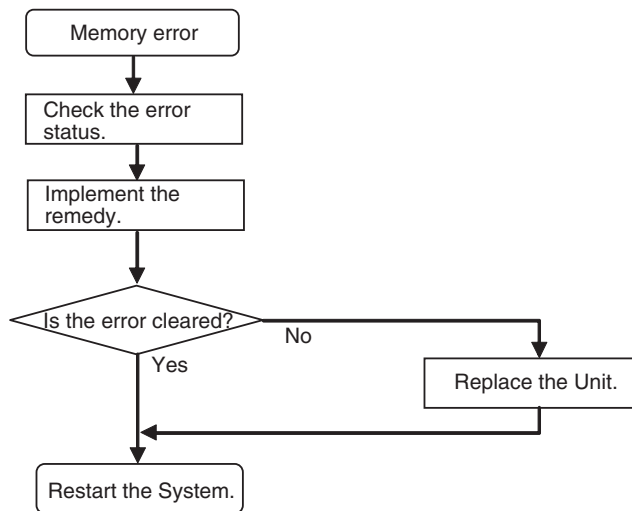 Memory error
Check the error
status.
Implement the
remedy.
Is the error cleared?
No
Yes
Replace the Unit.
Restart the System.